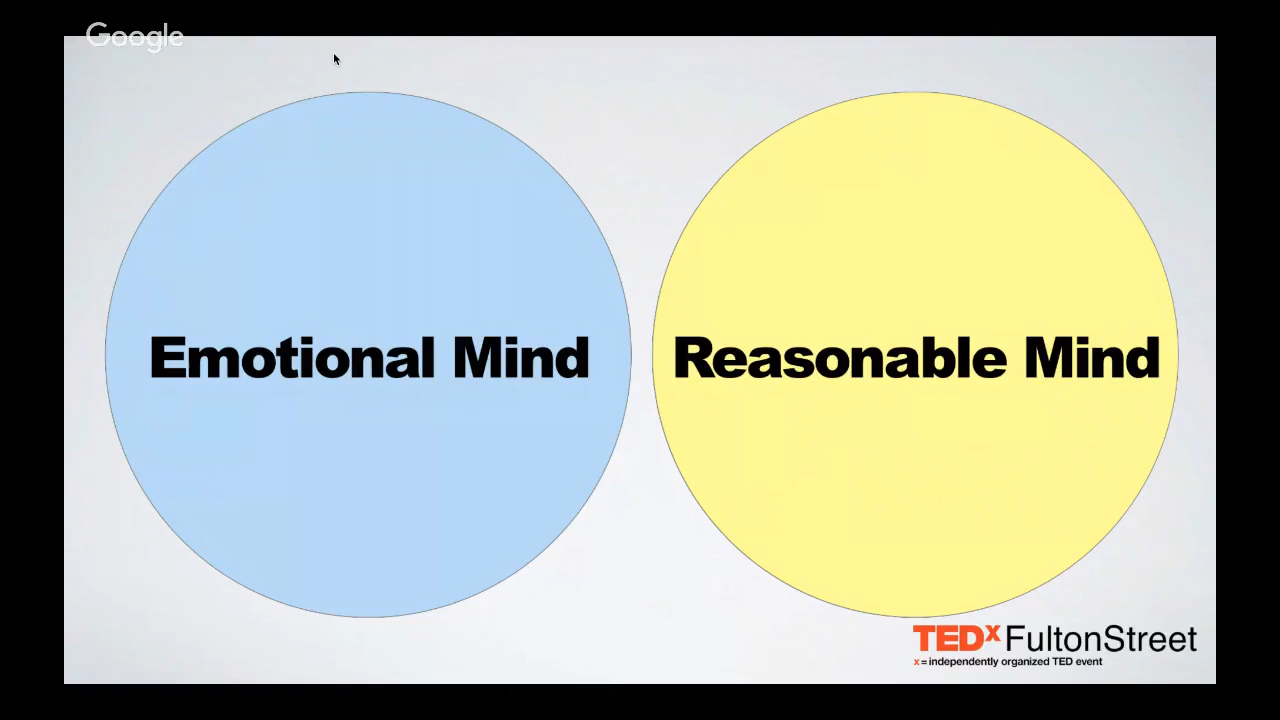 Google
Emotional Mind
Reasonable Mind
TEDx FultonStreet
x = independently organized TED event